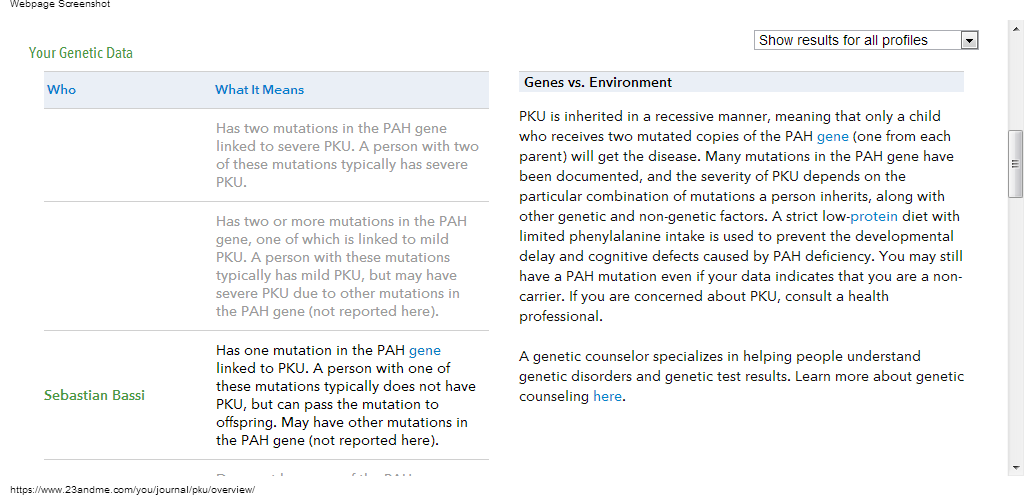 Webpage Screenshot
Show results for all profiles
Your Genetic Data
Who What It Means
Has two mutations in the PAH gene
linked to severe PKU. A person with two
of these mutations typically has severe
PKU.
Has two or more mutations in the PAH
gene, one of which is linked to mild
PKU. A person with these mutations
typically has mild PKU, but may have
severe PKU due to other mutations in
the PAH gene (not reported here).
Sebastian Bassi
Has one mutation in the PAH gene
linked to PKU. A person with one of
these mutations typically does not have
PKU, but can pass the mutation to
offspring. May have other mutations in
the PAH gene (not reported here).
Genes vs. Environment
PKU is inherited in a recessive manner, meaning that only a child
who receives two mutated copies of the PAH gene (one from each
parent) will get the disease. Many mutations in the PAH gene have
been documented, and the severity of PKU depends on the
particular combination of mutations a person inherits, along with
other genetic and non-genetic factors. A strict low-protein diet with
limited phenylalanine intake is used to prevent the developmental
delay and cognitive defects caused by PAH deficiency. You may still
have a PAH mutation even if your data indicates that you are a non-
carrier. If you are concerned about PKU, consult a health
professional.
A genetic counselor specializes in helping people understand
genetic disorders and genetic test results. Learn more about genetic
counseling here.
https://www.23andme.com/you/journal/pku/overview/